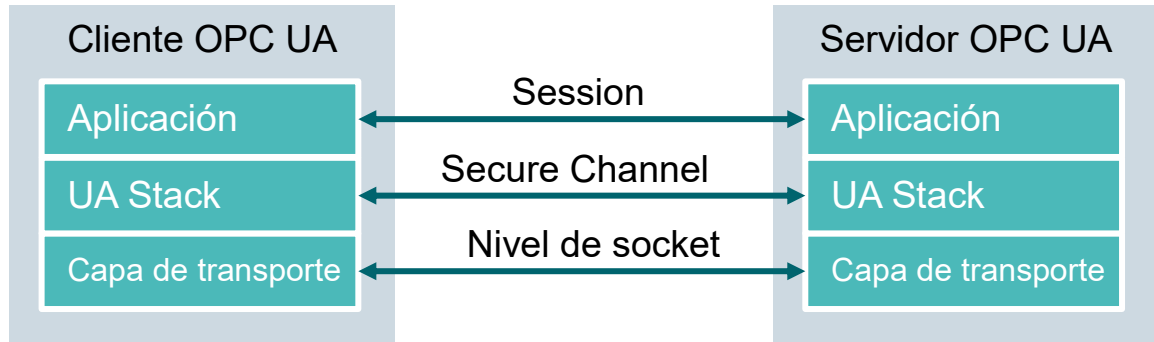 Cliente OPC UA
Servidor OPC UA
Session
Aplicación
Aplicación
Secure Channel
UA Stack
UA Stack
Nivel de socket
Capa de transporte
Capa de transporte